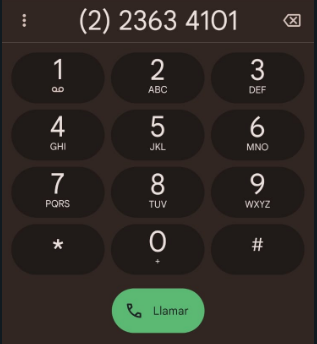 (2) 2363 4101
1 2 3
ABC DEF
4 5 6
GHI JKL MNO
7 8 9
PQRS TUV WXYZ
* 0 #
+
Llamar